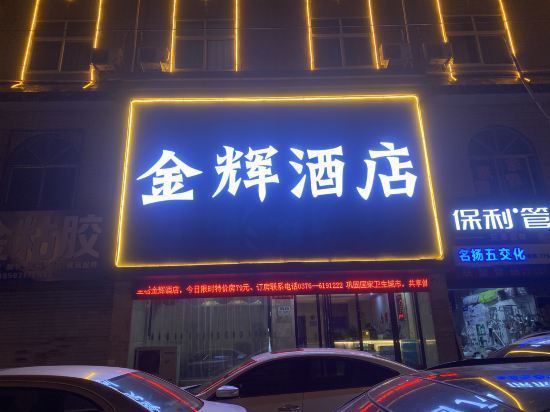 金辉酒店
金辉酒店，今日限时特价房79元、订房联系电话0376--6191222 巩固国家卫生城市，共享健
保利·管
名扬五交化
胶